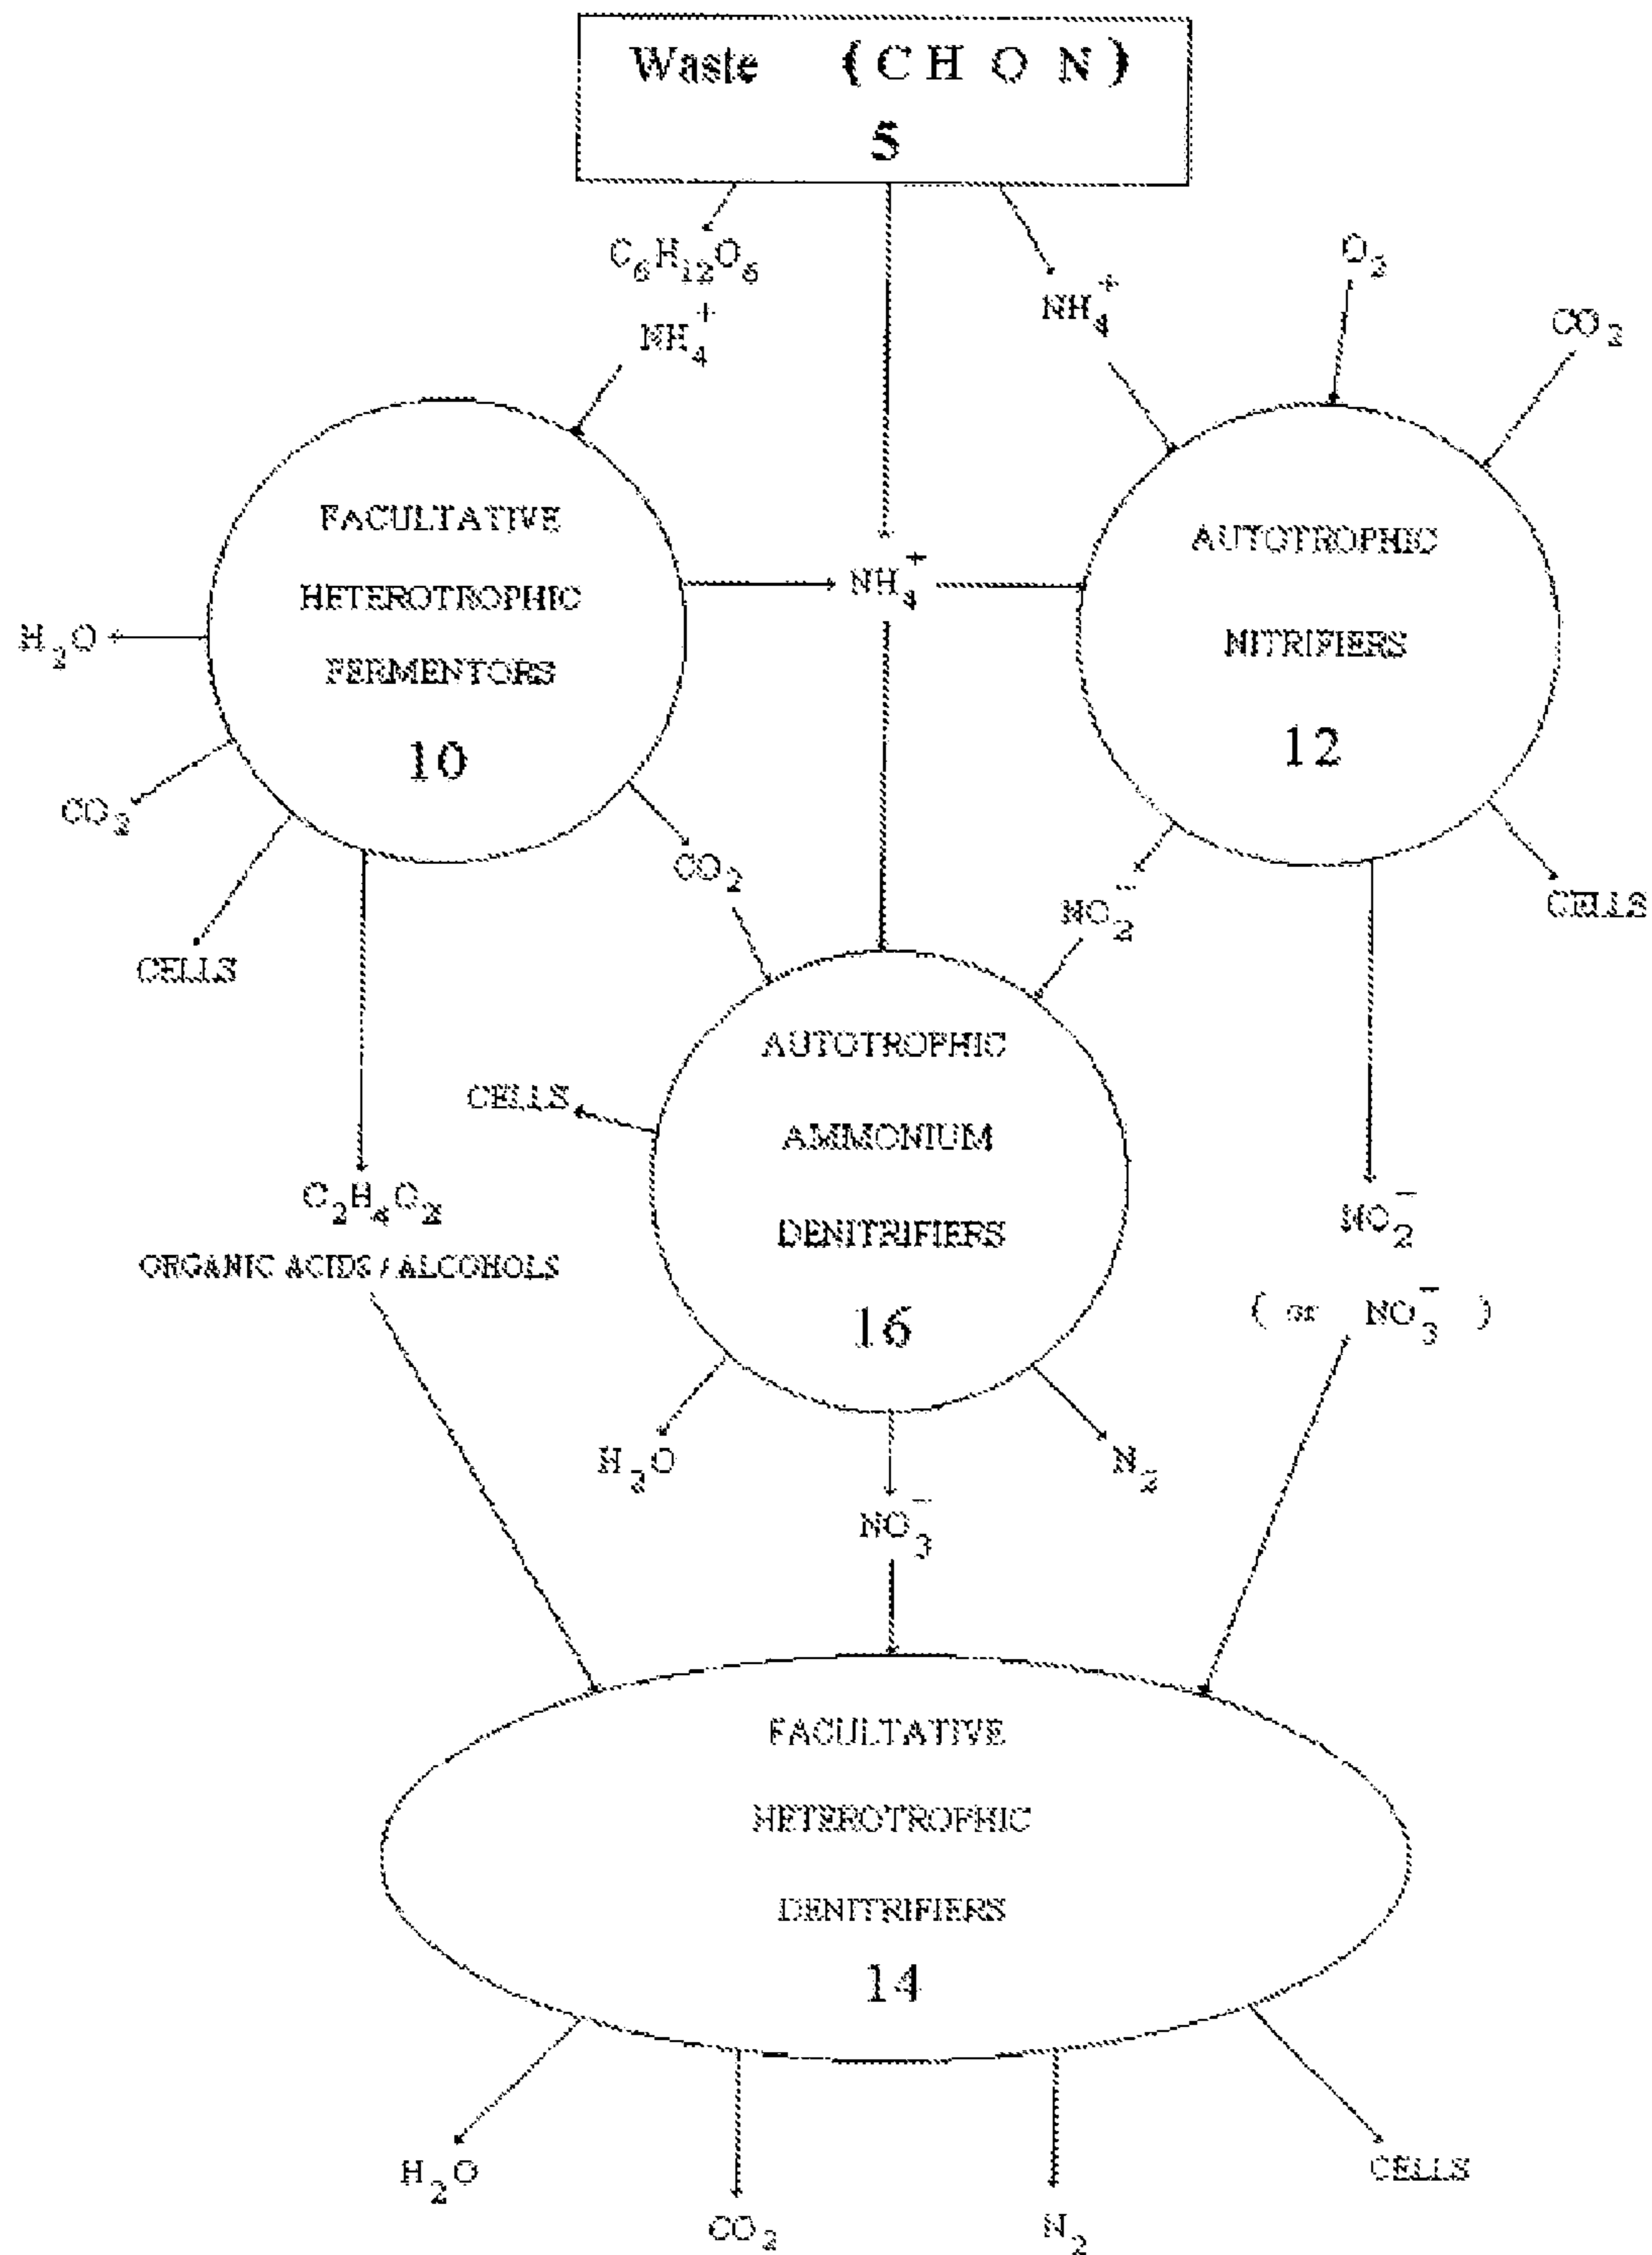 Waste (C H O N)
5
C₆H₁₂O₆
NH₄⁺
NH₄⁺
O₂
CO₂
FACULTATIVE
HETEROTROPHIC
FERMENTORS
10
NH₄⁺
AUTOTROPHIC
NITRIFIERS
12
H₂O
CO₂
CELLS
CO₂
NO₂⁻
CELLS
AUTOTROPHIC
AMMONIUM
DENITRIFIERS
16
CELLS
C₂H₄O₂
ORGANIC ACIDS / ALCOHOLS
NO₂⁻
( or NO₃⁻ )
H₂O
NO₃⁻
N₂
FACULTATIVE
HETEROTROPHIC
DENITRIFIERS
14
H₂O
CO₂
N₂
CELLS